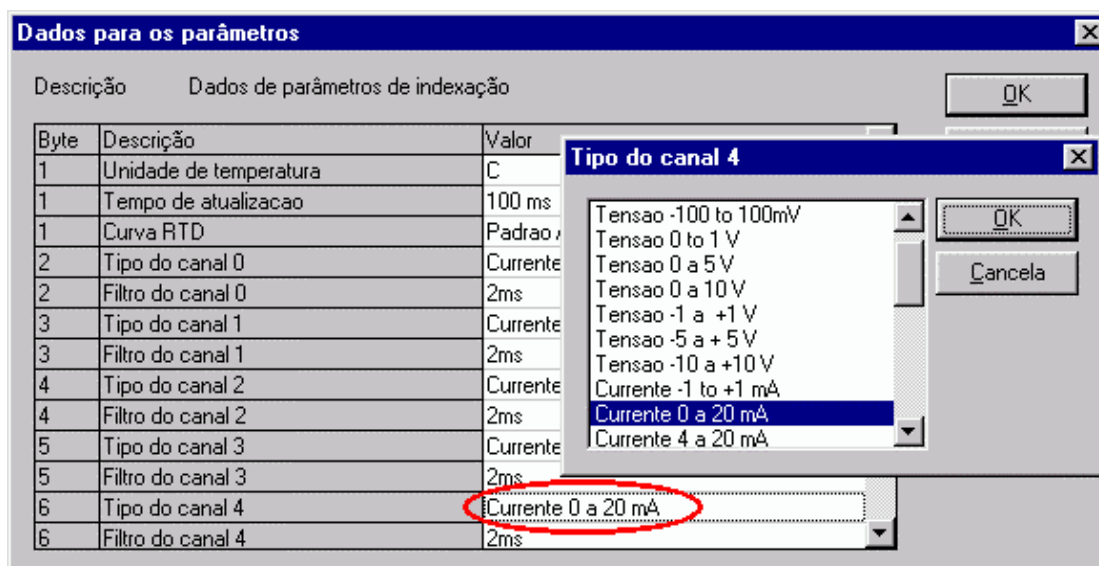 Dados para os parâmetros
Descrição Dados de parâmetros de indexação
OK
Byte Descrição Valor
1 Unidade de temperatura C
1 Tempo de atualizacao 100 ms
1 Curva RTD Padrao
2 Tipo do canal 0 Currente
2 Filtro do canal 0 2ms
3 Tipo do canal 1 Currente
3 Filtro do canal 1 2ms
4 Tipo do canal 2 Currente
4 Filtro do canal 2 2ms
5 Tipo do canal 3 Currente
5 Filtro do canal 3 2ms
6 Tipo do canal 4 Currente 0 a 20 mA
6 Filtro do canal 4 2ms
Tipo do canal 4
Tensao -100 to 100mV
Tensao 0 to 1 V
Tensao 0 a 5 V
Tensao 0 a 10 V
Tensao -1 a +1 V
Tensao -5 a + 5 V
Tensao -10 a +10 V
Currente -1 to +1 mA
Currente 0 a 20 mA
Currente 4 a 20 mA
OK
Cancela